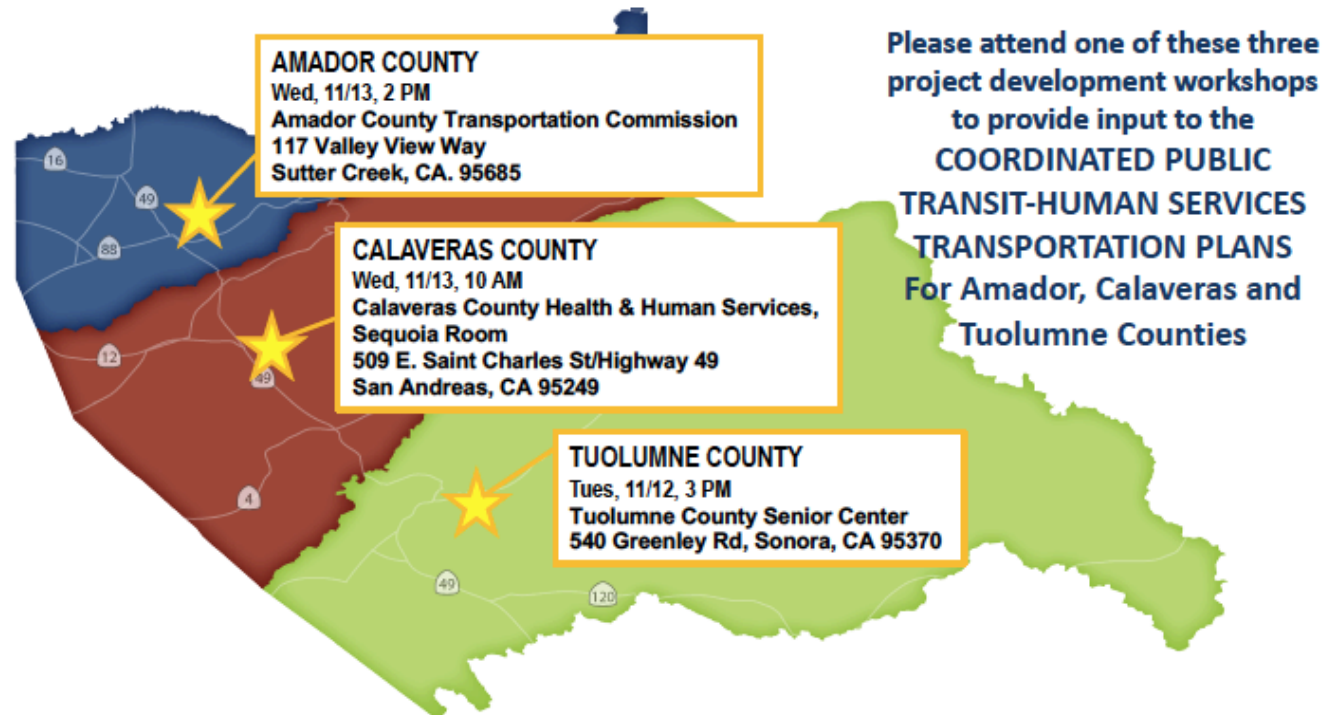 Please attend one of these three
project development workshops
to provide input to the
COORDINATED PUBLIC
TRANSIT-HUMAN SERVICES
TRANSPORTATION PLANS
For Amador, Calaveras and
Tuolumne Counties
AMADOR COUNTY
Wed, 11/13, 2 PM
Amador County Transportation Commission
117 Valley View Way
Sutter Creek, CA. 95685
16
49
88
CALAVERAS COUNTY
Wed, 11/13, 10 AM
Calaveras County Health & Human Services,
Sequoia Room
509 E. Saint Charles St/Highway 49
San Andreas, CA 95249
12
49
4
TUOLUMNE COUNTY
Tues, 11/12, 3 PM
Tuolumne County Senior Center
540 Greenley Rd, Sonora, CA 95370
49
120